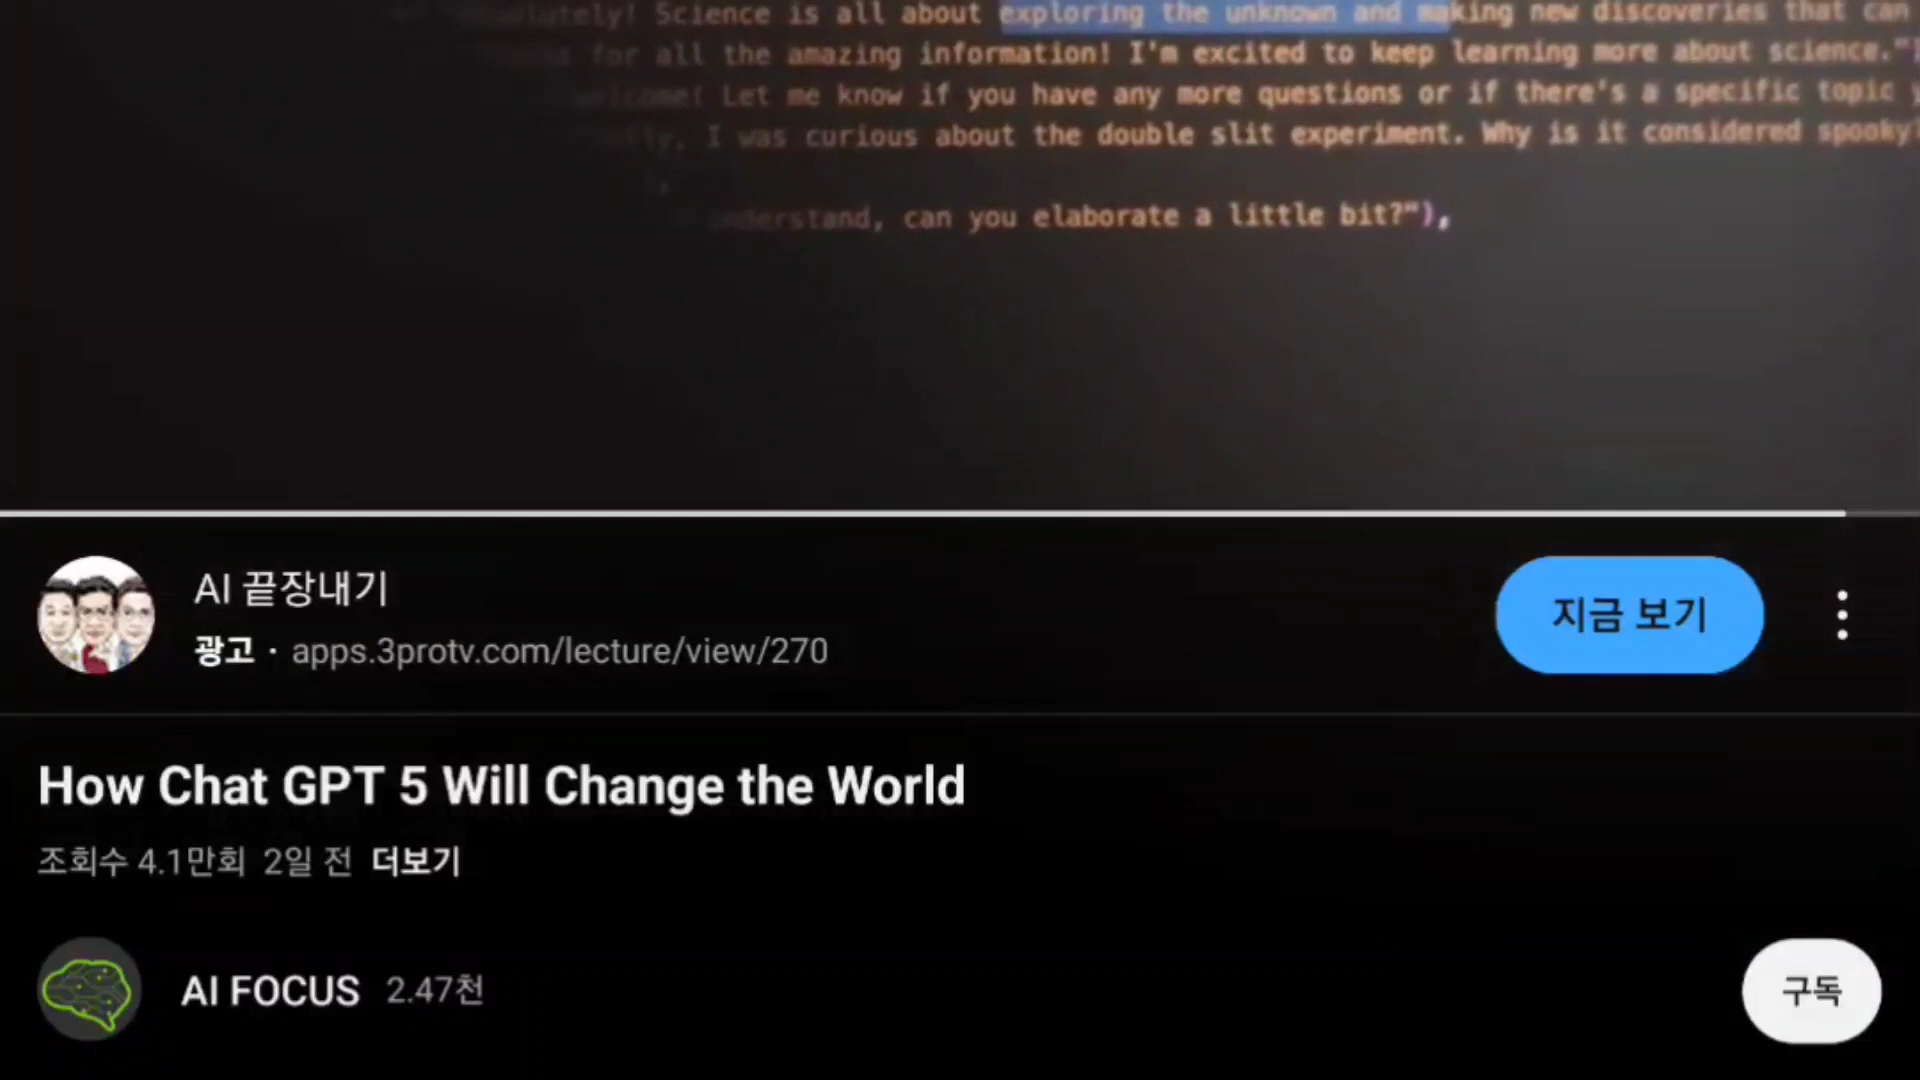 Science is all about exploring the unknown and making new discoveries that can
for all the amazing information! I'm excited to keep learning more about science."
Let me know if you have any more questions or if there's a specific topic
I was curious about the double slit experiment. Why is it considered spooky
understand, can you elaborate a little bit?"),
AI 끝장내기
광고 · apps.3protv.com/lecture/view/270
지금 보기
How Chat GPT 5 Will Change the World
조회수 4.1만회 2일 전 더보기
AI FOCUS 2.47천
구독